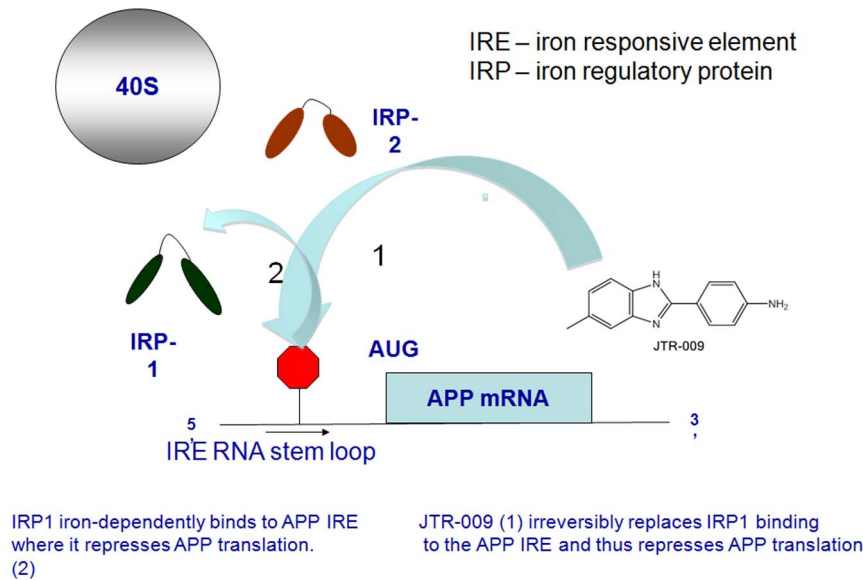 40S
IRE – iron responsive element
IRP – iron regulatory protein
IRP-
2
1
2
IRP-
1
H
N
N
NH₂
JTR-009
AUG
APP mRNA
5,
3,
IRE RNA stem loop
IRP1 iron-dependently binds to APP IRE
where it represses APP translation.
(2)
JTR-009 (1) irreversibly replaces IRP1 binding
to the APP IRE and thus represses APP translation